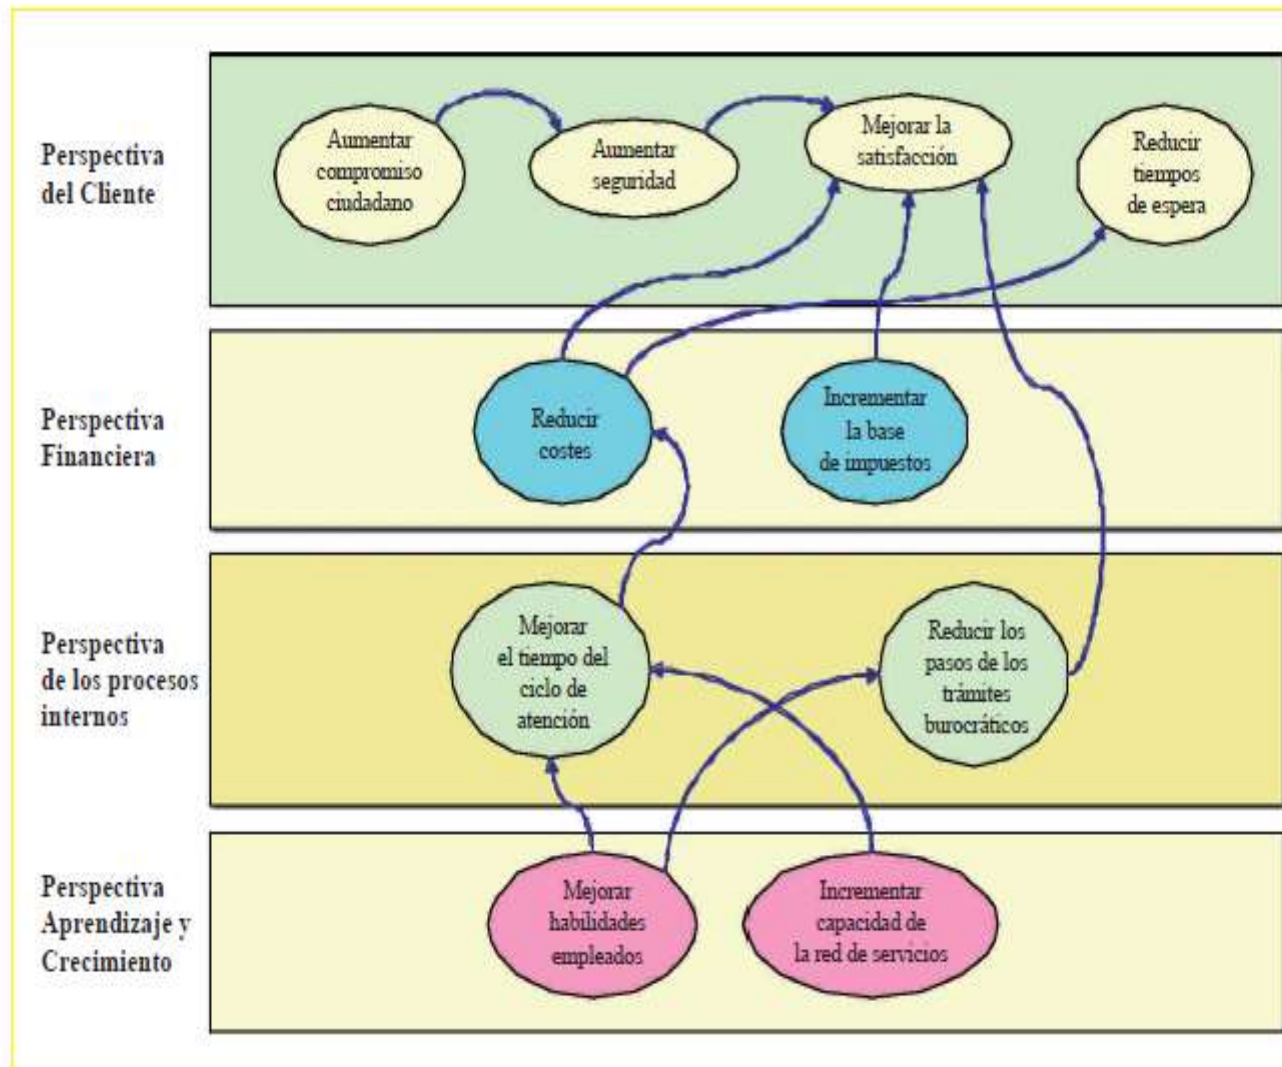 Perspectiva
del Cliente
Aumentar
compromiso
ciudadano
Aumentar
seguridad
Mejorar la
satisfacción
Reducir
tiempos
de espera
Perspectiva
Financiera
Reducir
costes
Incrementar
la base
de impuestos
Perspectiva
de los procesos
internos
Mejorar
el tiempo del
ciclo de
atención
Reducir los
pasos de los
trámites
burocráticos
Perspectiva
Aprendizaje y
Crecimiento
Mejorar
habilidades
empleados
Incrementar
capacidad de
la red de servicios